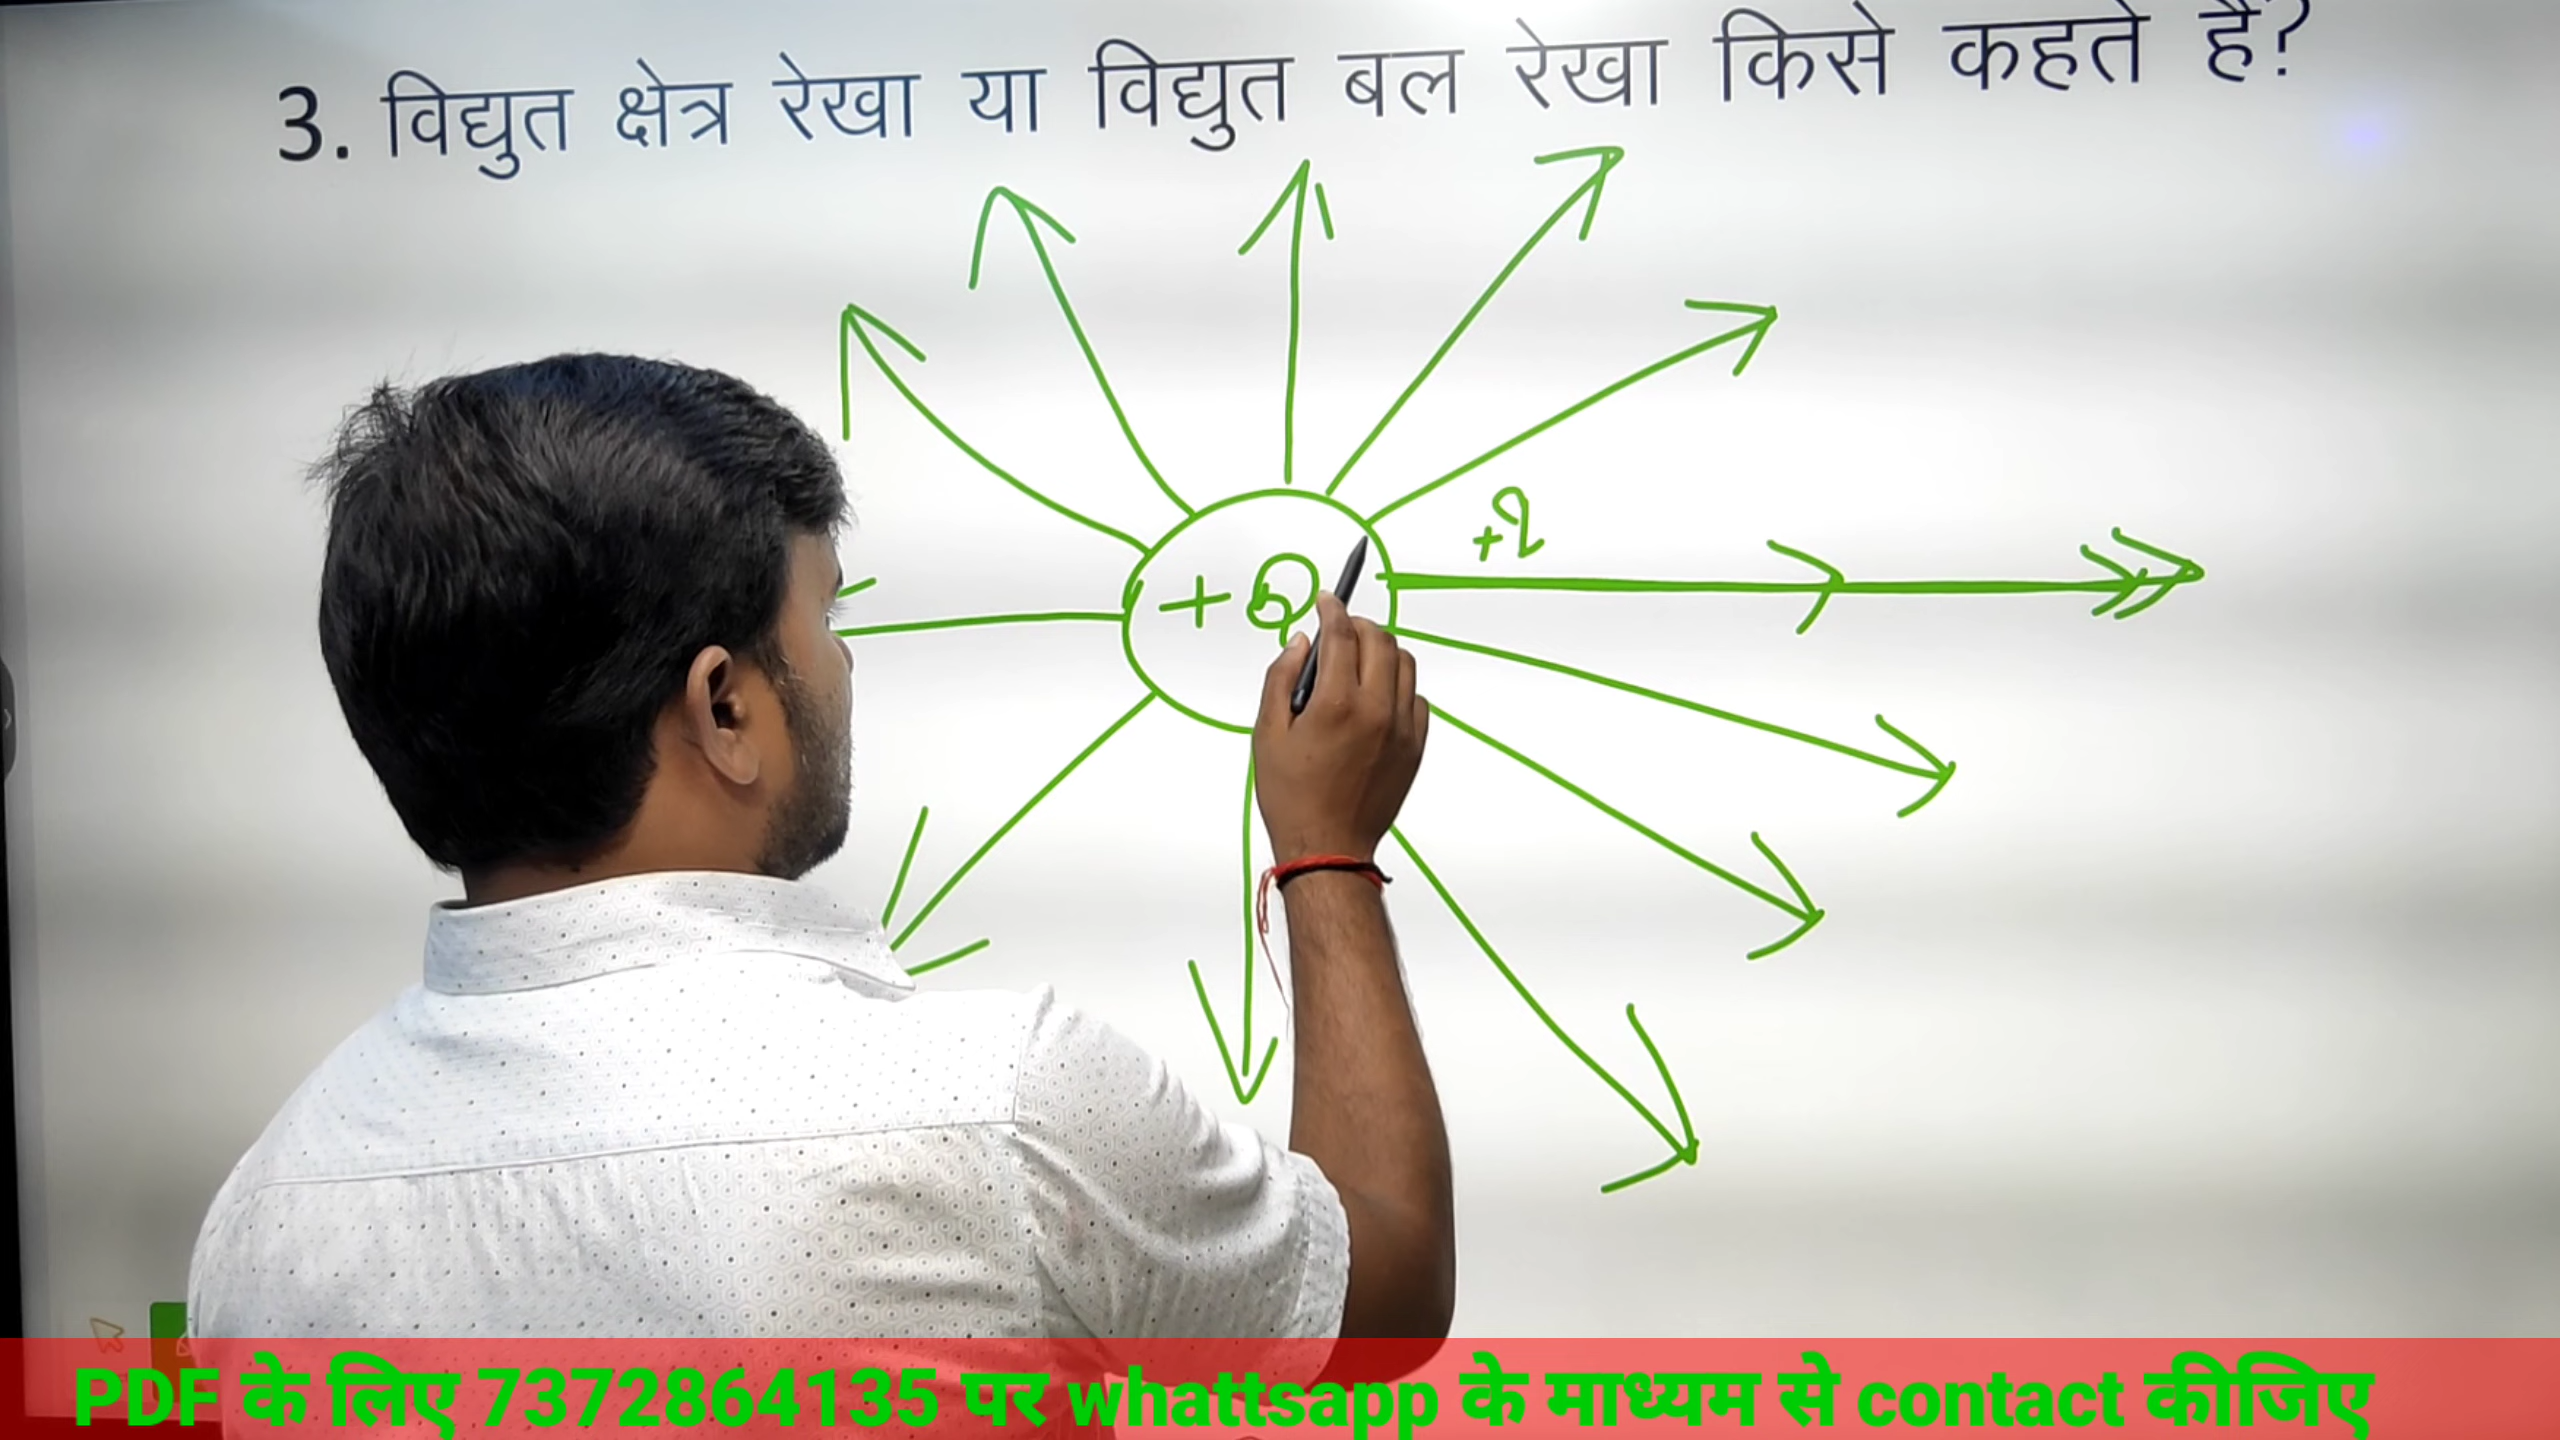 3. विद्युत क्षेत्र रेखा या विद्युत बल रेखा किसे कहते हैं?
+q
+Q
PDF के लिए 7372864135 पर whattsapp के माध्यम से contact कीजिए